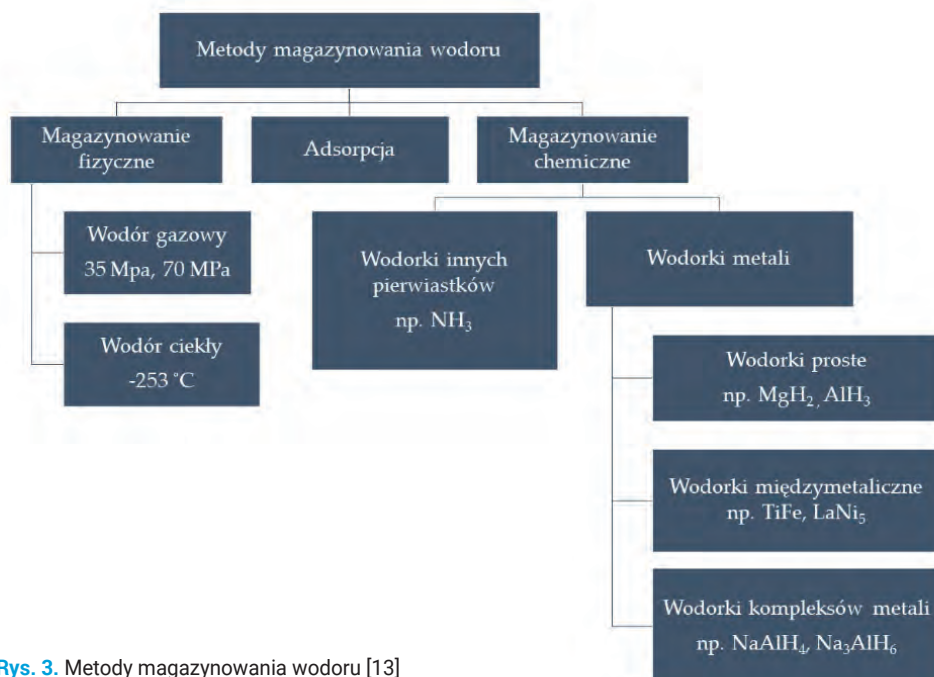 Metody magazynowania wodoru
Magazynowanie
fizyczne
Adsorpcja
Magazynowanie
chemiczne
Wodór gazowy
35 Mpa, 70 MPa
Wodór ciekły
-253 °C
Wodorki innych
pierwiastków
np. NH₃
Wodorki metali
Wodorki proste
np. MgH₂, AlH₃
Wodorki międzymetaliczne
np. TiFe, LaNi₅
Wodorki kompleksów metali
np. NaAlH₄, Na₃AlH₆
Rys. 3. Metody magazynowania wodoru [13]